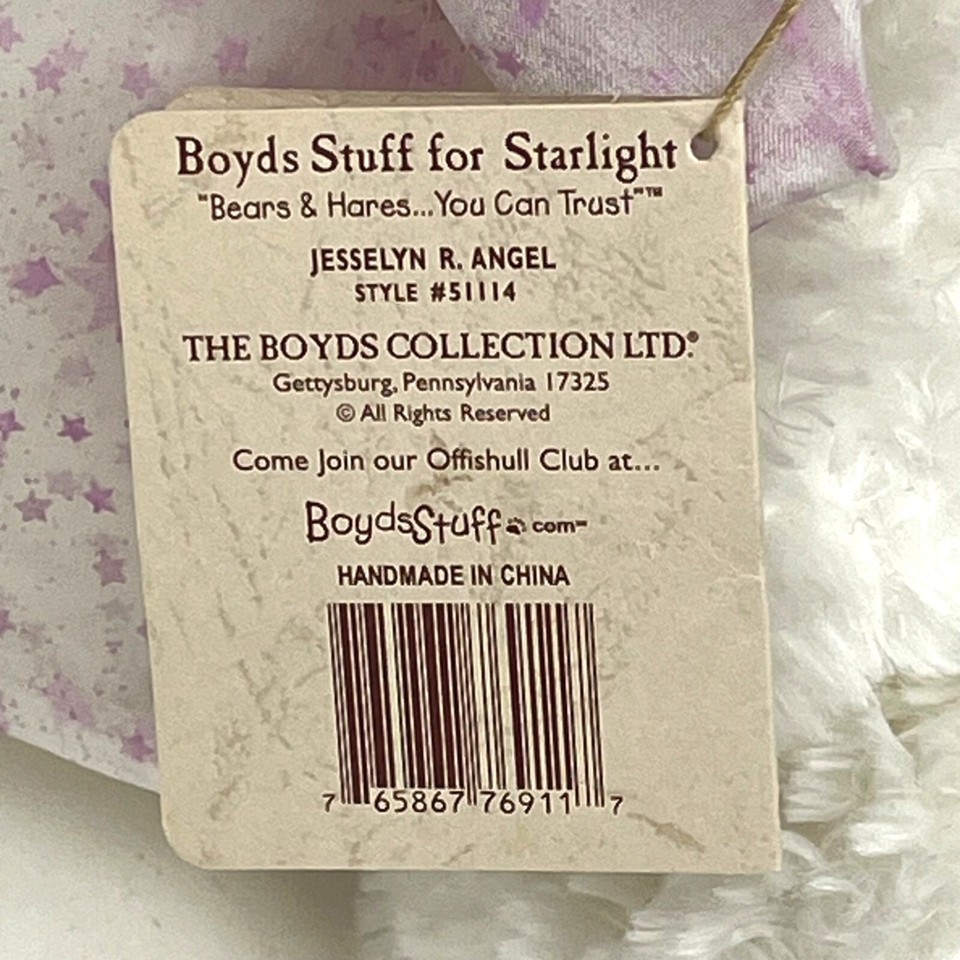 Boyds Stuff for Starlight
"Bears & Hares...You Can Trust"™
JESSELYN R. ANGEL
STYLE #51114
THE BOYDS COLLECTION LTD.®
Gettysburg, Pennsylvania 17325
© All Rights Reserved
Come Join our Offishull Club at...
BoydsStuff com℠
HANDMADE IN CHINA
7 65867 76911 7